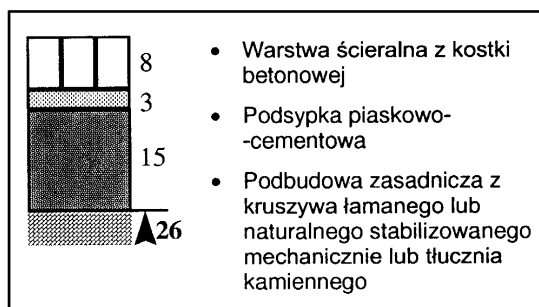 8
3
15
26
• Warstwa ścieralna z kostki
betonowej
• Podsypka piaskowo-
-cementowa
• Podbudowa zasadnicza z
kruszywa łamanego lub
naturalnego stabilizowanego
mechanicznie lub tłucznia
kamiennego